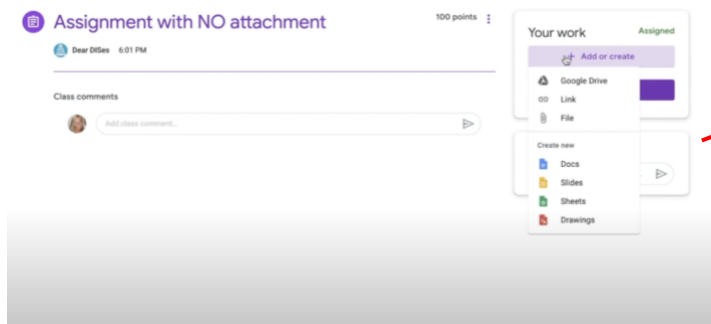 Assignment with NO attachment
100 points
Dear DISes 6:01 PM
Class comments
Add class comment...
Your work
Assigned
+ Add or create
Google Drive
Link
File
Create new
Docs
Slides
Sheets
Drawings